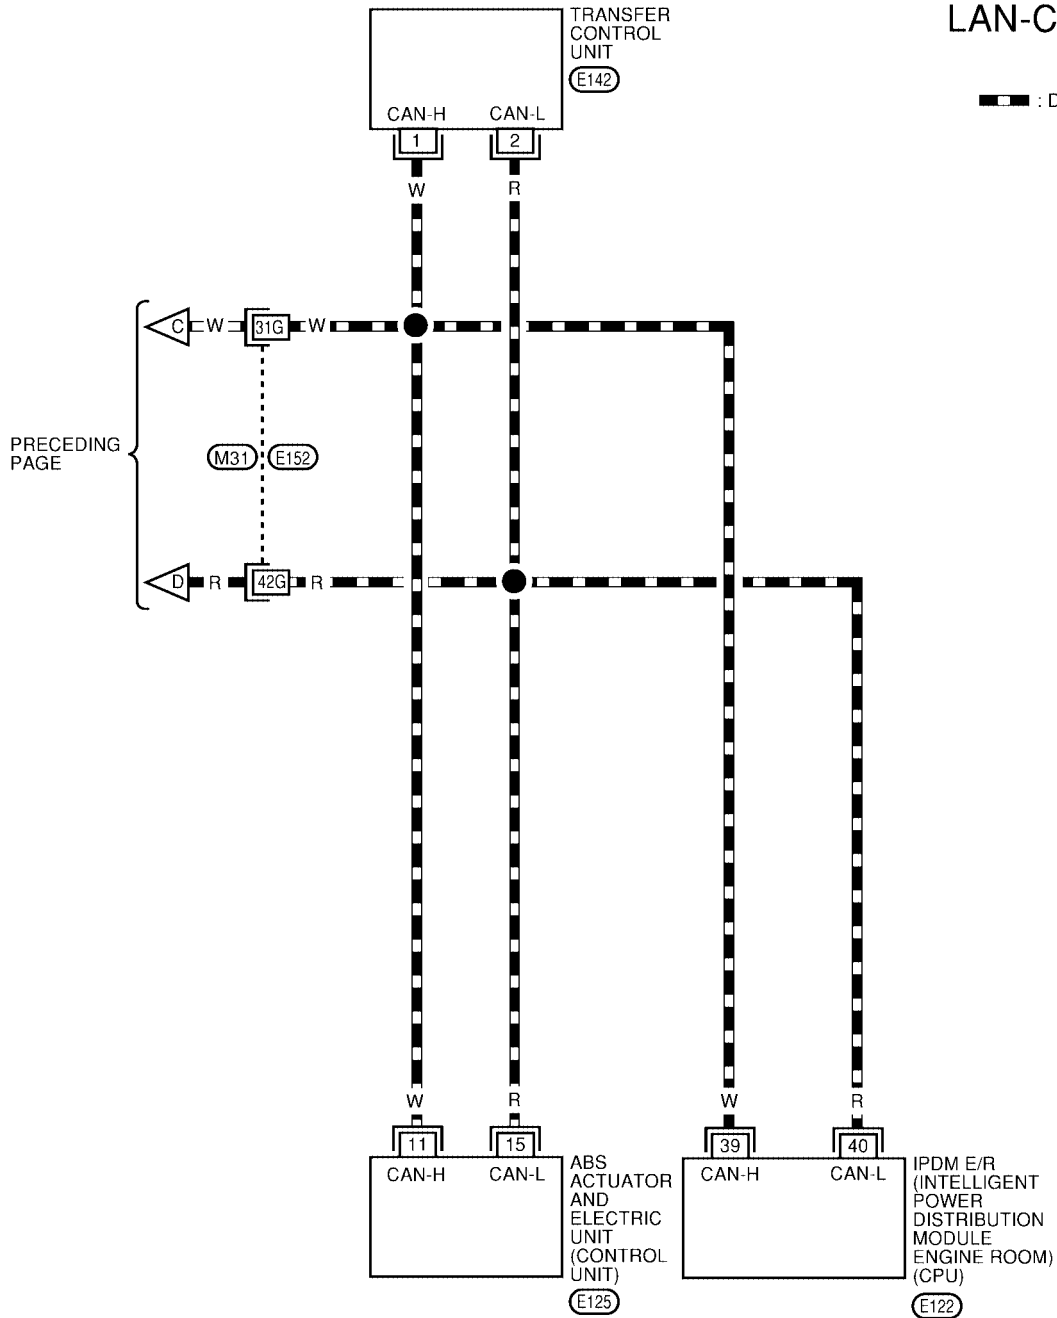 LAN-C
: D
TRANSFER
CONTROL
UNIT
E142
CAN-H CAN-L
1 2
W R
C W 31G W
PRECEDING
PAGE
M31 E152
D R 42G R
W R W R
11 15 39 40
CAN-H CAN-L CAN-H CAN-L
ABS
ACTUATOR
AND
ELECTRIC
UNIT
(CONTROL
UNIT)
E125
IPDM E/R
(INTELLIGENT
POWER
DISTRIBUTION
MODULE
ENGINE ROOM)
(CPU)
E122